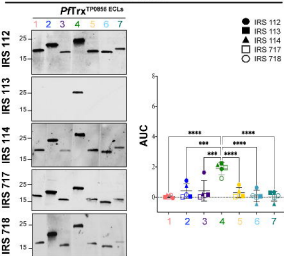 PfTrxTP0856 ECLs
1 2 3 4 5 6 7
IRS 112
25-
15-
IRS 113
25-
15-
IRS 114
25-
15-
IRS 717
25-
15-
IRS 718
25-
15-
IRS 112
IRS 113
IRS 114
IRS 717
IRS 718
AUC
8
6
4
2
0
**** ****
*** ****
*** ****
1 2 3 4 5 6 7